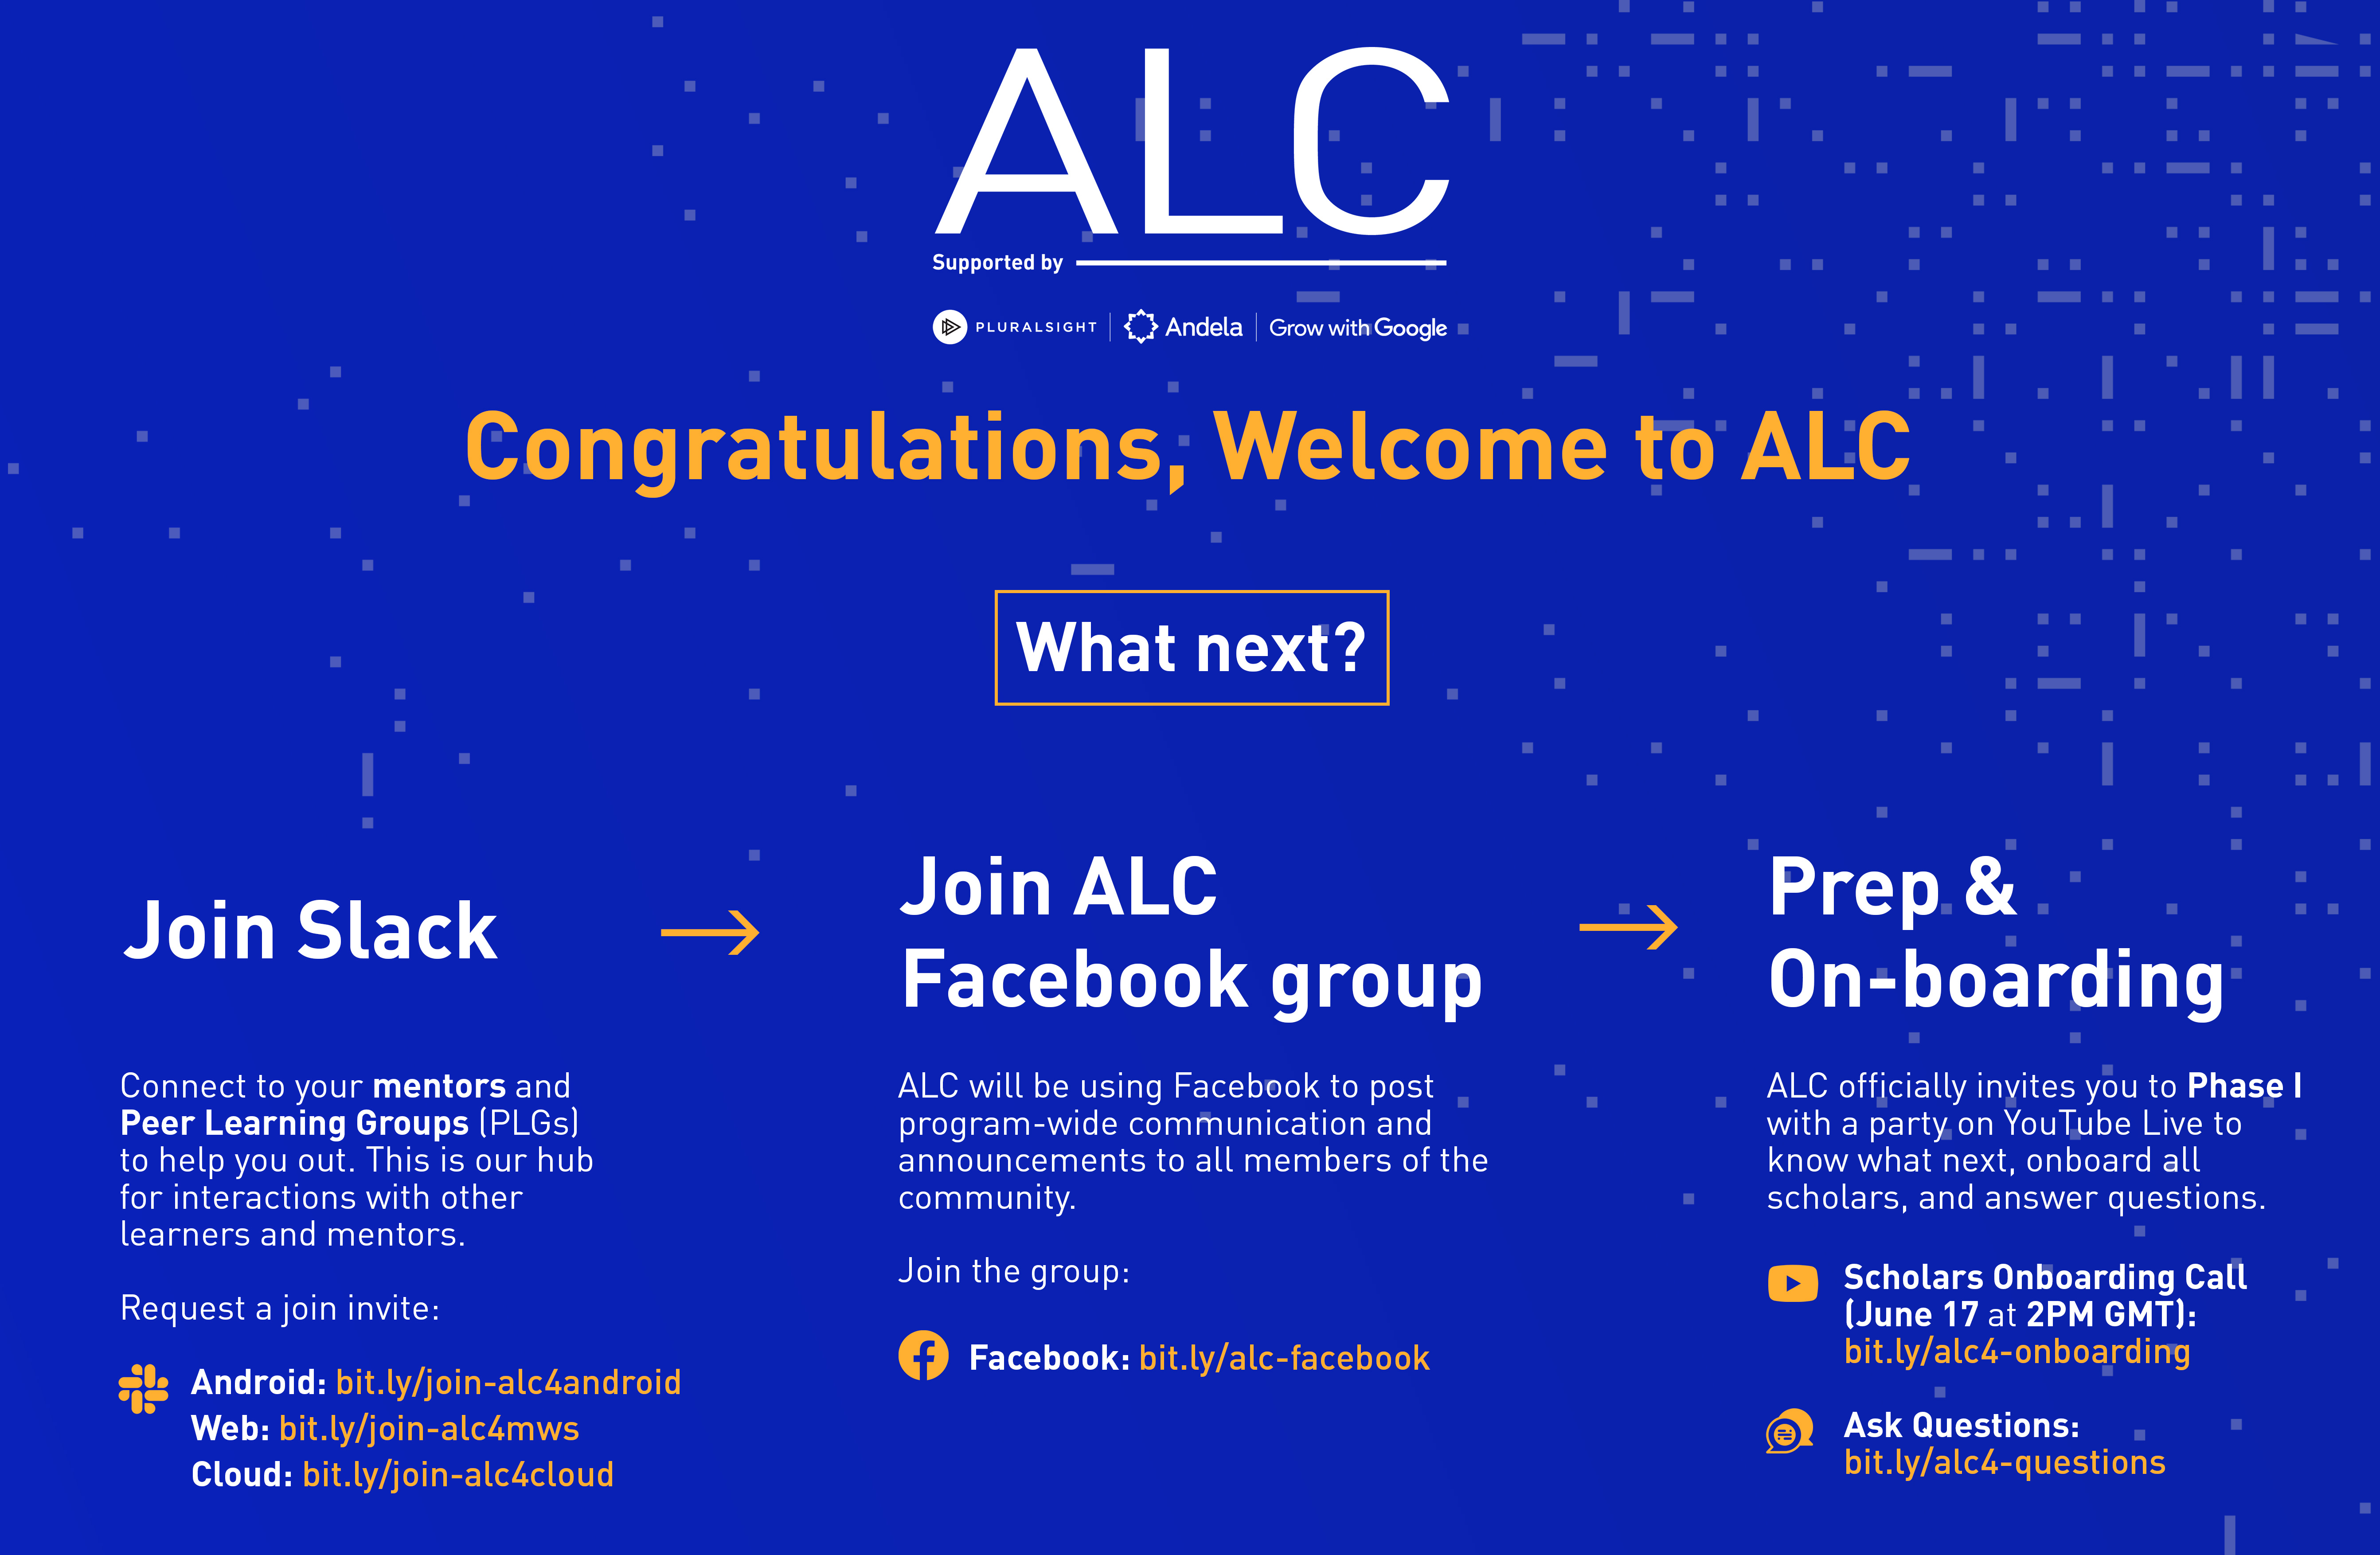 ALC
Supported by
PLURALSIGHT
Andela
Grow with Google
Congratulations, Welcome to ALC
What next?
Join Slack
Connect to your mentors and
Peer Learning Groups (PLGs)
to help you out. This is our hub
for interactions with other
learners and mentors.
Request a join invite:
Android: bit.ly/join-alc4android
Web: bit.ly/join-alc4mws
Cloud: bit.ly/join-alc4cloud
Join ALC
Facebook group
ALC will be using Facebook to post
program-wide communication and
announcements to all members of the
community.
Join the group:
Facebook: bit.ly/alc-facebook
Prep &
On-boarding
ALC officially invites you to Phase I
with a party on YouTube Live to
know what next, onboard all
scholars, and answer questions.
Scholars Onboarding Call
(June 17 at 2PM GMT):
bit.ly/alc4-onboarding
Ask Questions:
bit.ly/alc4-questions